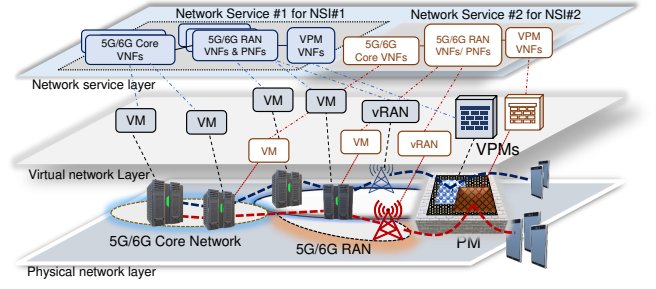 Network Service #1 for NSI#1
Network Service #2 for NSI#2
5G/6G Core
VNFs
5G/6G RAN
VNFs & PNFs
VPM
VNFs
5G/6G
Core VNFs
5G/6G RAN
VNFs/ PNFs
VPM
VNFs
Network service layer
VM
VM
VM
VM
vRAN
VM
VM
vRAN
VPMs
Virtual network Layer
5G/6G Core Network
5G/6G RAN
PM
Physical network layer